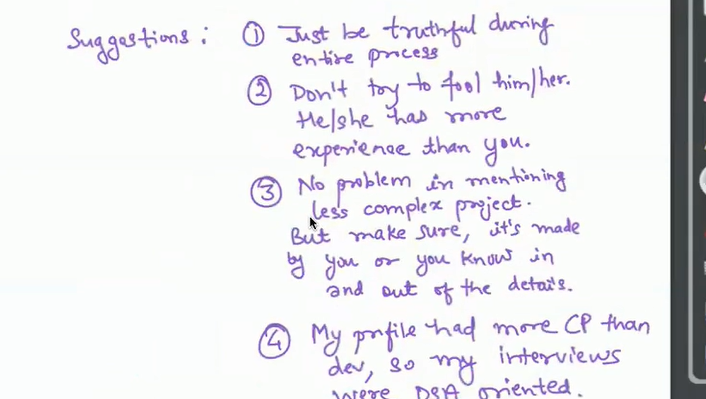 Suggestions : ① Just be truthful during
entire process
② Don't try to fool him/her.
He/she has more
experience than you.
③ No problem in mentioning
less complex project.
But make sure, it's made
by you or you know in
and out of the details.
④ My profile had more CP than
dev, so my interviews
were DSA oriented.